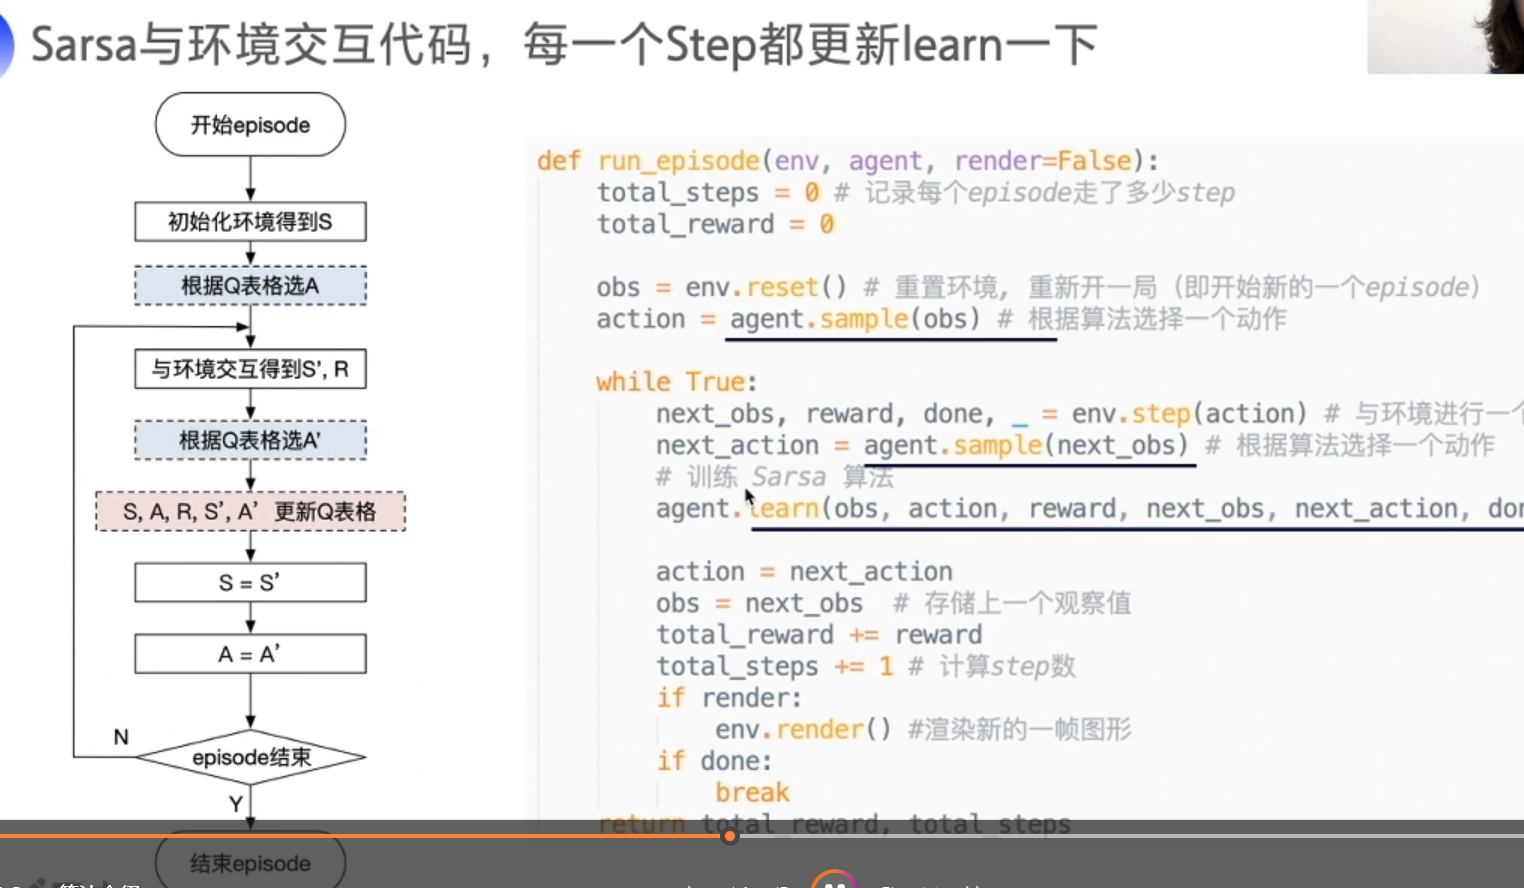 Sarsa与环境交互代码，每一个Step都更新learn一下
开始episode
初始化环境得到S
根据Q表格选A
与环境交互得到S’, R
根据Q表格选A’
S, A, R, S’, A’ 更新Q表格
S = S’
A = A’
N
episode结束
Y
结束episode
def run_episode(env, agent, render=False):
total_steps = 0 # 记录每个episode走了多少step
total_reward = 0
obs = env.reset() # 重置环境, 重新开一局（即开始新的一个episode）
action = agent.sample(obs) # 根据算法选择一个动作
while True:
next_obs, reward, done, _ = env.step(action) # 与环境进行一个
next_action = agent.sample(next_obs) # 根据算法选择一个动作
# 训练 Sarsa 算法
agent.learn(obs, action, reward, next_obs, next_action, don
action = next_action
obs = next_obs # 存储上一个观察值
total_reward += reward
total_steps += 1 # 计算step数
if render:
env.render() #渲染新的一帧图形
if done:
break
return total_reward, total_steps